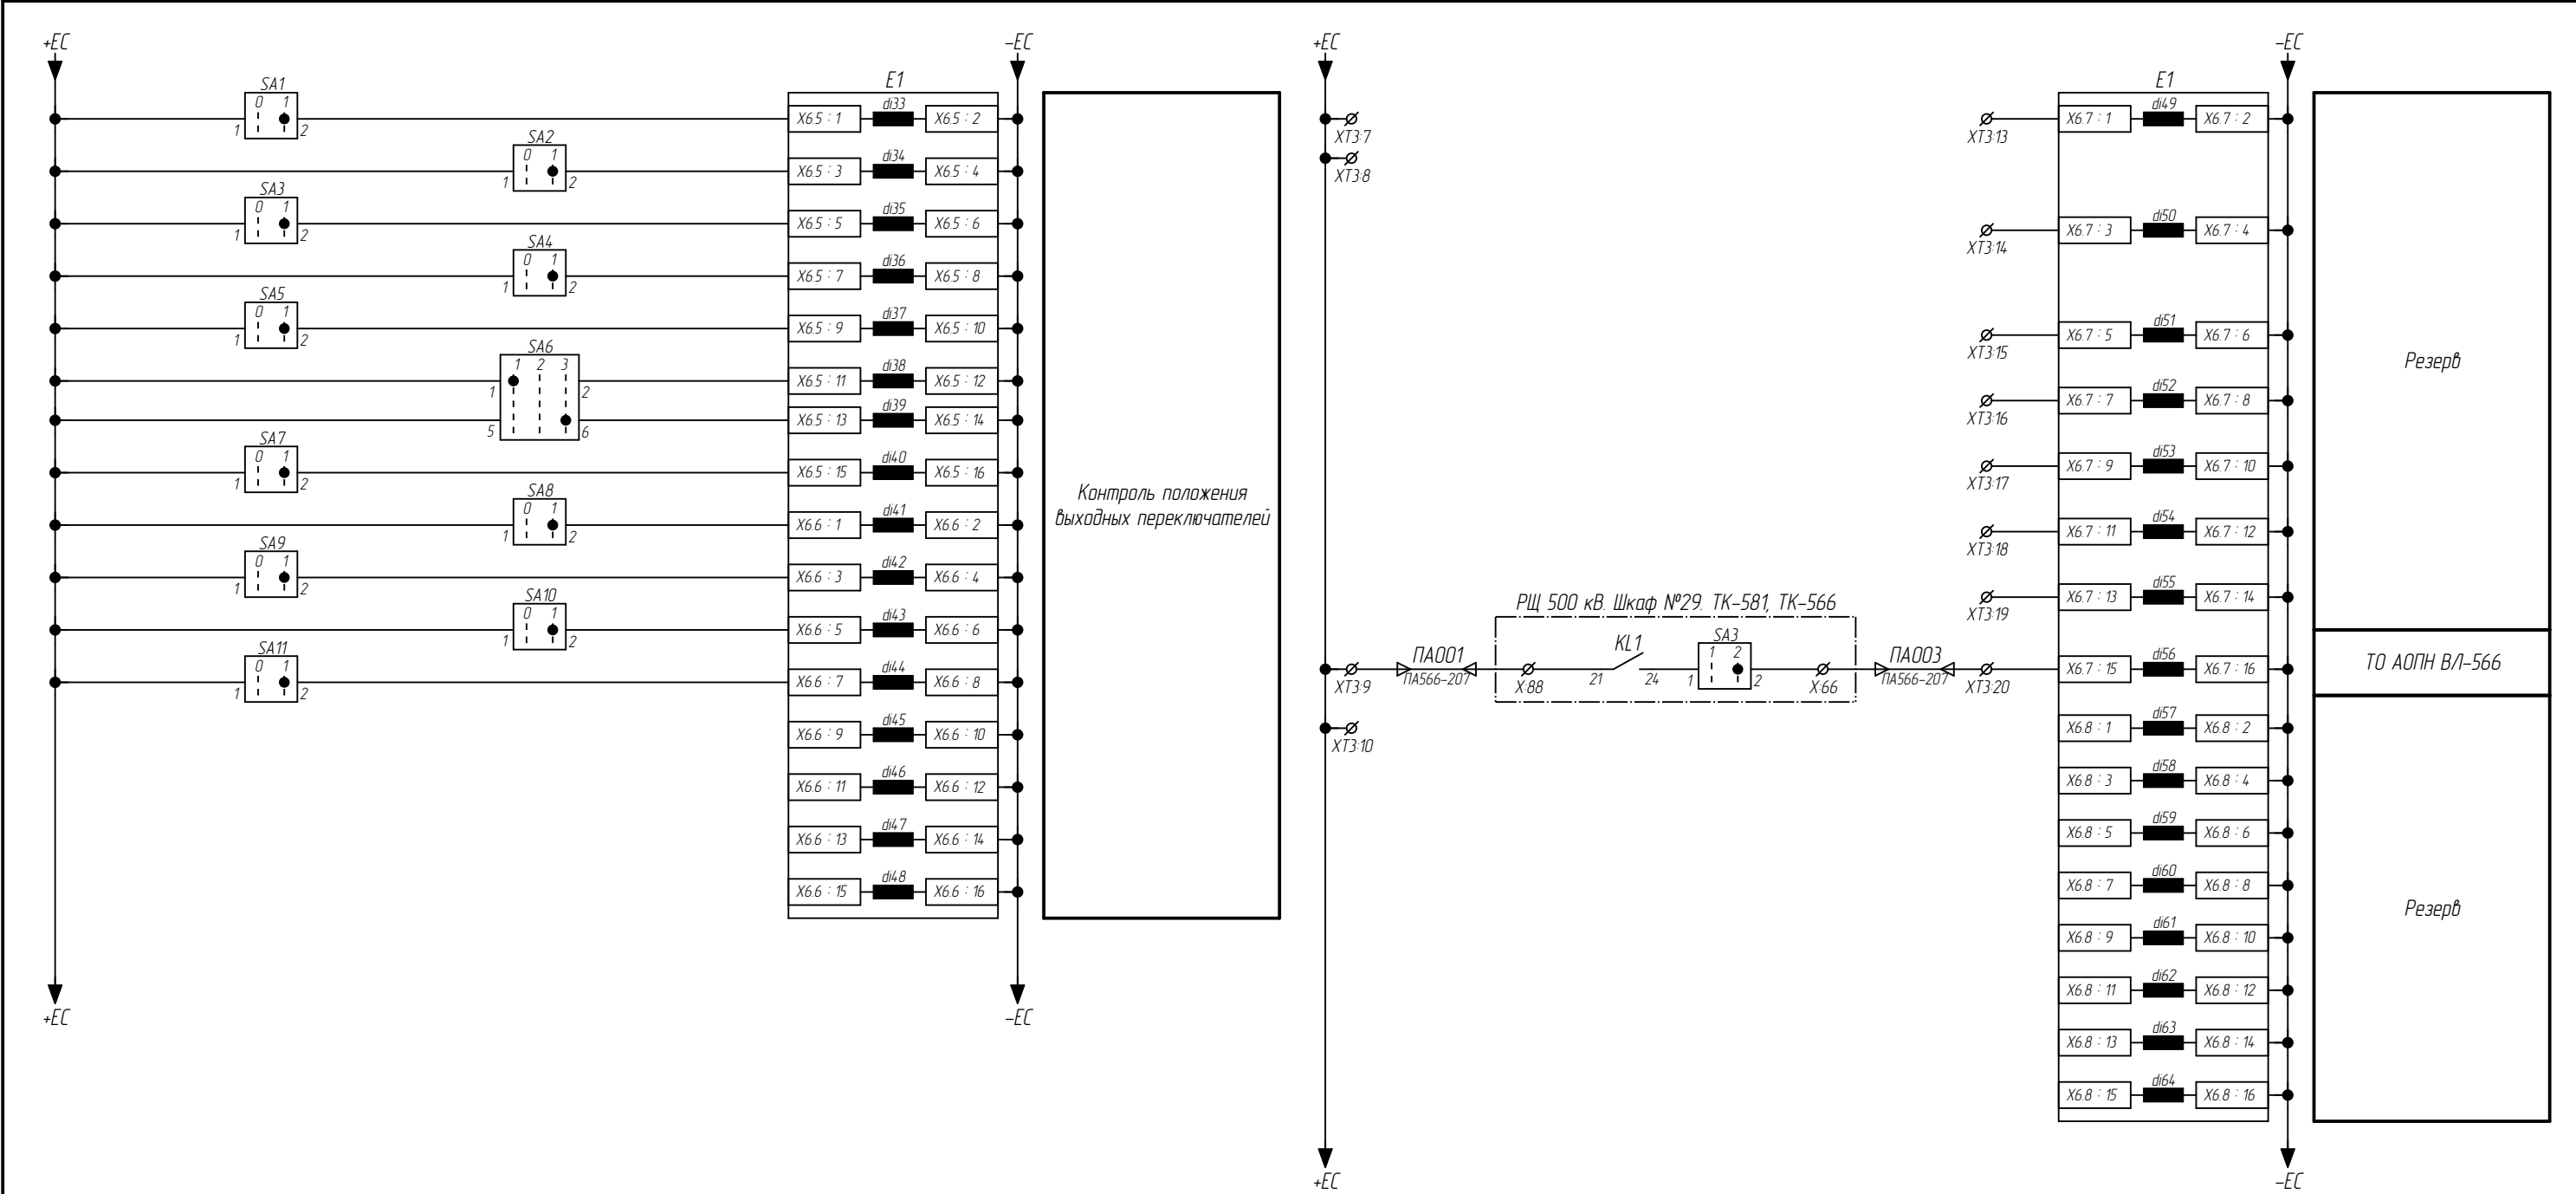 +ЕС
-ЕС
E1
SA1
0 1
1 2
X6.5 : 1 di33 X6.5 : 2
SA2
0 1
1 2
X6.5 : 3 di34 X6.5 : 4
SA3
0 1
1 2
X6.5 : 5 di35 X6.5 : 6
SA4
0 1
1 2
X6.5 : 7 di36 X6.5 : 8
SA5
0 1
1 2
X6.5 : 9 di37 X6.5 : 10
SA6
1 2 3
1 2
X6.5 : 11 di38 X6.5 : 12
5 6
X6.5 : 13 di39 X6.5 : 14
SA7
0 1
1 2
X6.5 : 15 di40 X6.5 : 16
SA8
0 1
1 2
X6.6 : 1 di41 X6.6 : 2
SA9
0 1
1 2
X6.6 : 3 di42 X6.6 : 4
SA10
0 1
1 2
X6.6 : 5 di43 X6.6 : 6
SA11
0 1
1 2
X6.6 : 7 di44 X6.6 : 8
X6.6 : 9 di45 X6.6 : 10
X6.6 : 11 di46 X6.6 : 12
X6.6 : 13 di47 X6.6 : 14
X6.6 : 15 di48 X6.6 : 16
Контроль положения
выходных переключателей
+ЕС
-ЕС
+ЕС
-ЕС
E1
XT3:7
XT3:8
XT3:13
X6.7 : 1 di49 X6.7 : 2
XT3:14
X6.7 : 3 di50 X6.7 : 4
XT3:15
X6.7 : 5 di51 X6.7 : 6
XT3:16
X6.7 : 7 di52 X6.7 : 8
XT3:17
X6.7 : 9 di53 X6.7 : 10
XT3:18
X6.7 : 11 di54 X6.7 : 12
XT3:19
X6.7 : 13 di55 X6.7 : 14
Резерв
РЩ 500 кВ. Шкаф №29. ТК-581, ТК-566
XT3:9
ПА001
ПА566-207
X:88
KL1
21 24
SA3
1 2
1 2
X:66
ПА003
ПА566-207
XT3:20
X6.7 : 15 di56 X6.7 : 16
ТО АОПН ВЛ-566
XT3:10
X6.8 : 1 di57 X6.8 : 2
X6.8 : 3 di58 X6.8 : 4
X6.8 : 5 di59 X6.8 : 6
X6.8 : 7 di60 X6.8 : 8
X6.8 : 9 di61 X6.8 : 10
X6.8 : 11 di62 X6.8 : 12
X6.8 : 13 di63 X6.8 : 14
X6.8 : 15 di64 X6.8 : 16
Резерв
+ЕС
-ЕС